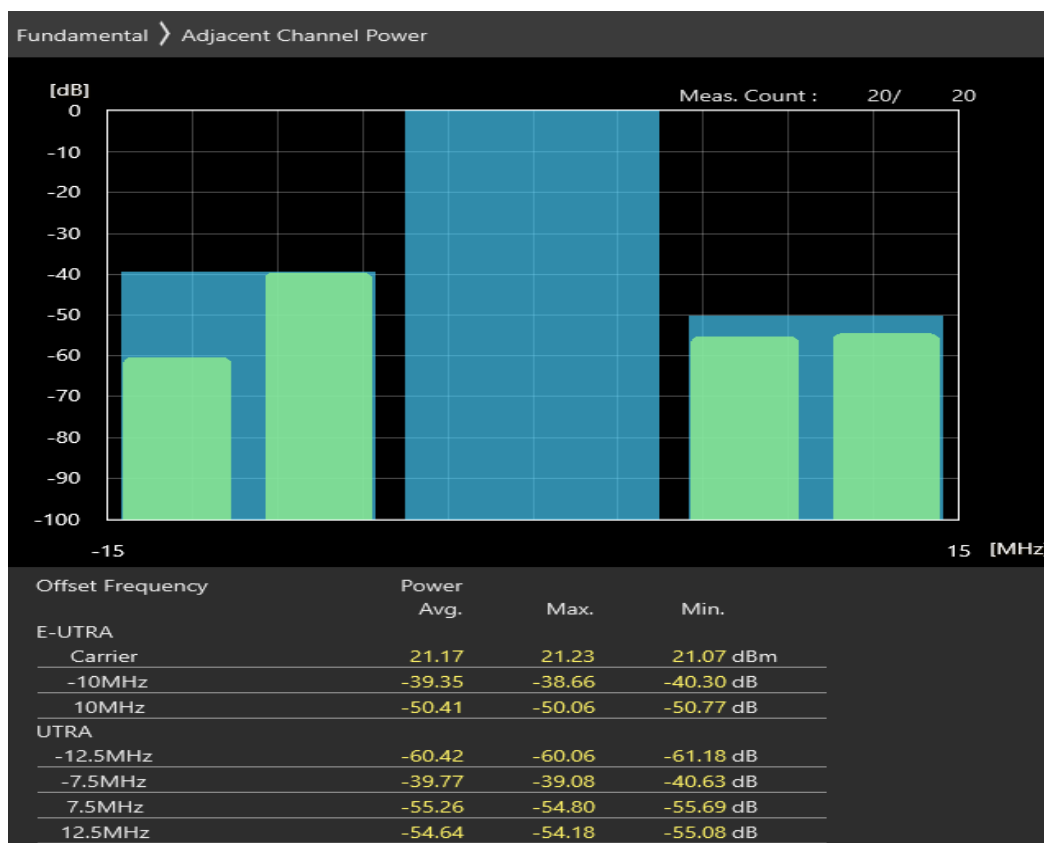 Fundamental 〉 Adjacent Channel Power
[dB]
Meas. Count : 20/ 20
0
-10
-20
-30
-40
-50
-60
-70
-80
-90
-100
-15 15 [MHz]
Offset Frequency Power
Avg. Max. Min.
E-UTRA
Carrier 21.17 21.23 21.07 dBm
-10MHz -39.35 -38.66 -40.30 dB
10MHz -50.41 -50.06 -50.77 dB
UTRA
-12.5MHz -60.42 -60.06 -61.18 dB
-7.5MHz -39.77 -39.08 -40.63 dB
7.5MHz -55.26 -54.80 -55.69 dB
12.5MHz -54.64 -54.18 -55.08 dB